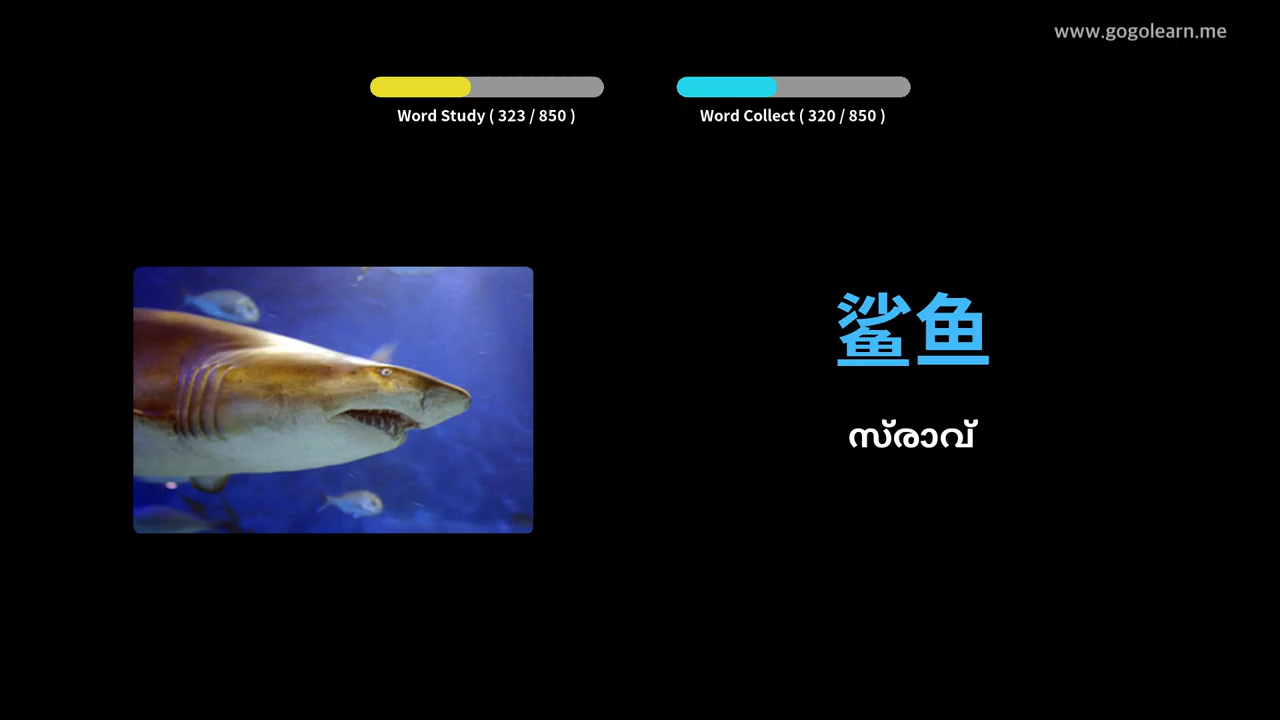 www.gogolearn.me
Word Study ( 323 / 850 )
Word Collect ( 320 / 850 )
鲨鱼
സ്രാവ്